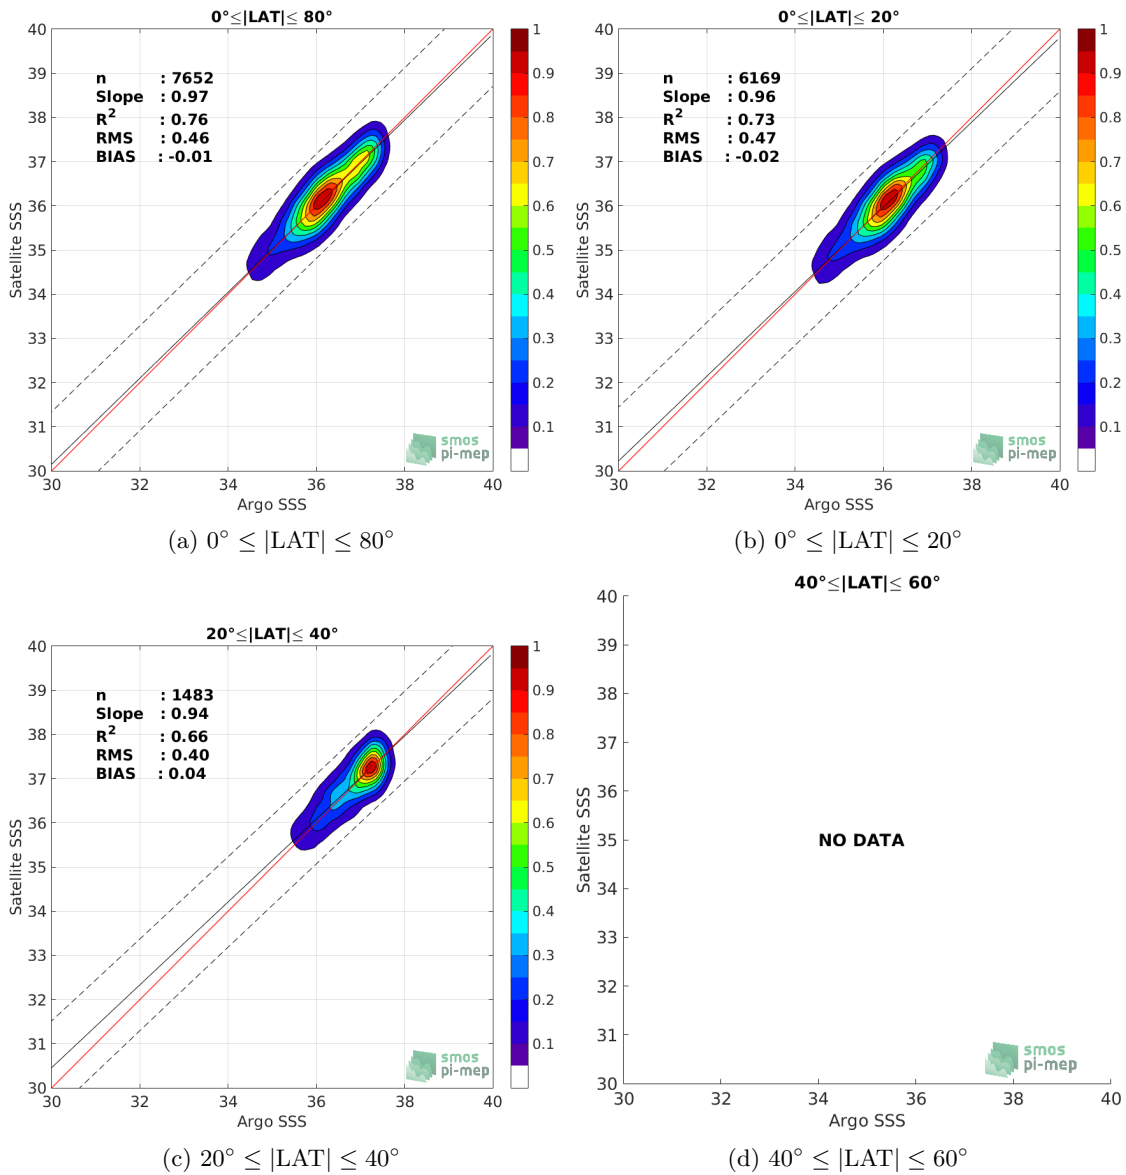 0°≤|LAT|≤ 80°
40
39
38
37
36
35
34
33
32
31
30
Satellite SSS
n : 7652
Slope : 0.97
R² : 0.76
RMS : 0.46
BIAS : -0.01
smos
pi-mep
30 32 34 36 38 40
Argo SSS
1
0.9
0.8
0.7
0.6
0.5
0.4
0.3
0.2
0.1
(a) 0° ≤ |LAT| ≤ 80°
0°≤|LAT|≤ 20°
40
39
38
37
36
35
34
33
32
31
30
Satellite SSS
n : 6169
Slope : 0.96
R² : 0.73
RMS : 0.47
BIAS : -0.02
smos
pi-mep
30 32 34 36 38 40
Argo SSS
1
0.9
0.8
0.7
0.6
0.5
0.4
0.3
0.2
0.1
(b) 0° ≤ |LAT| ≤ 20°
20°≤|LAT|≤ 40°
40
39
38
37
36
35
34
33
32
31
30
Satellite SSS
n : 1483
Slope : 0.94
R² : 0.66
RMS : 0.40
BIAS : 0.04
smos
pi-mep
30 32 34 36 38 40
Argo SSS
1
0.9
0.8
0.7
0.6
0.5
0.4
0.3
0.2
0.1
(c) 20° ≤ |LAT| ≤ 40°
40°≤|LAT|≤ 60°
40
39
38
37
36
35
34
33
32
31
30
Satellite SSS
NO DATA
smos
pi-mep
30 32 34 36 38 40
Argo SSS
(d) 40° ≤ |LAT| ≤ 60°